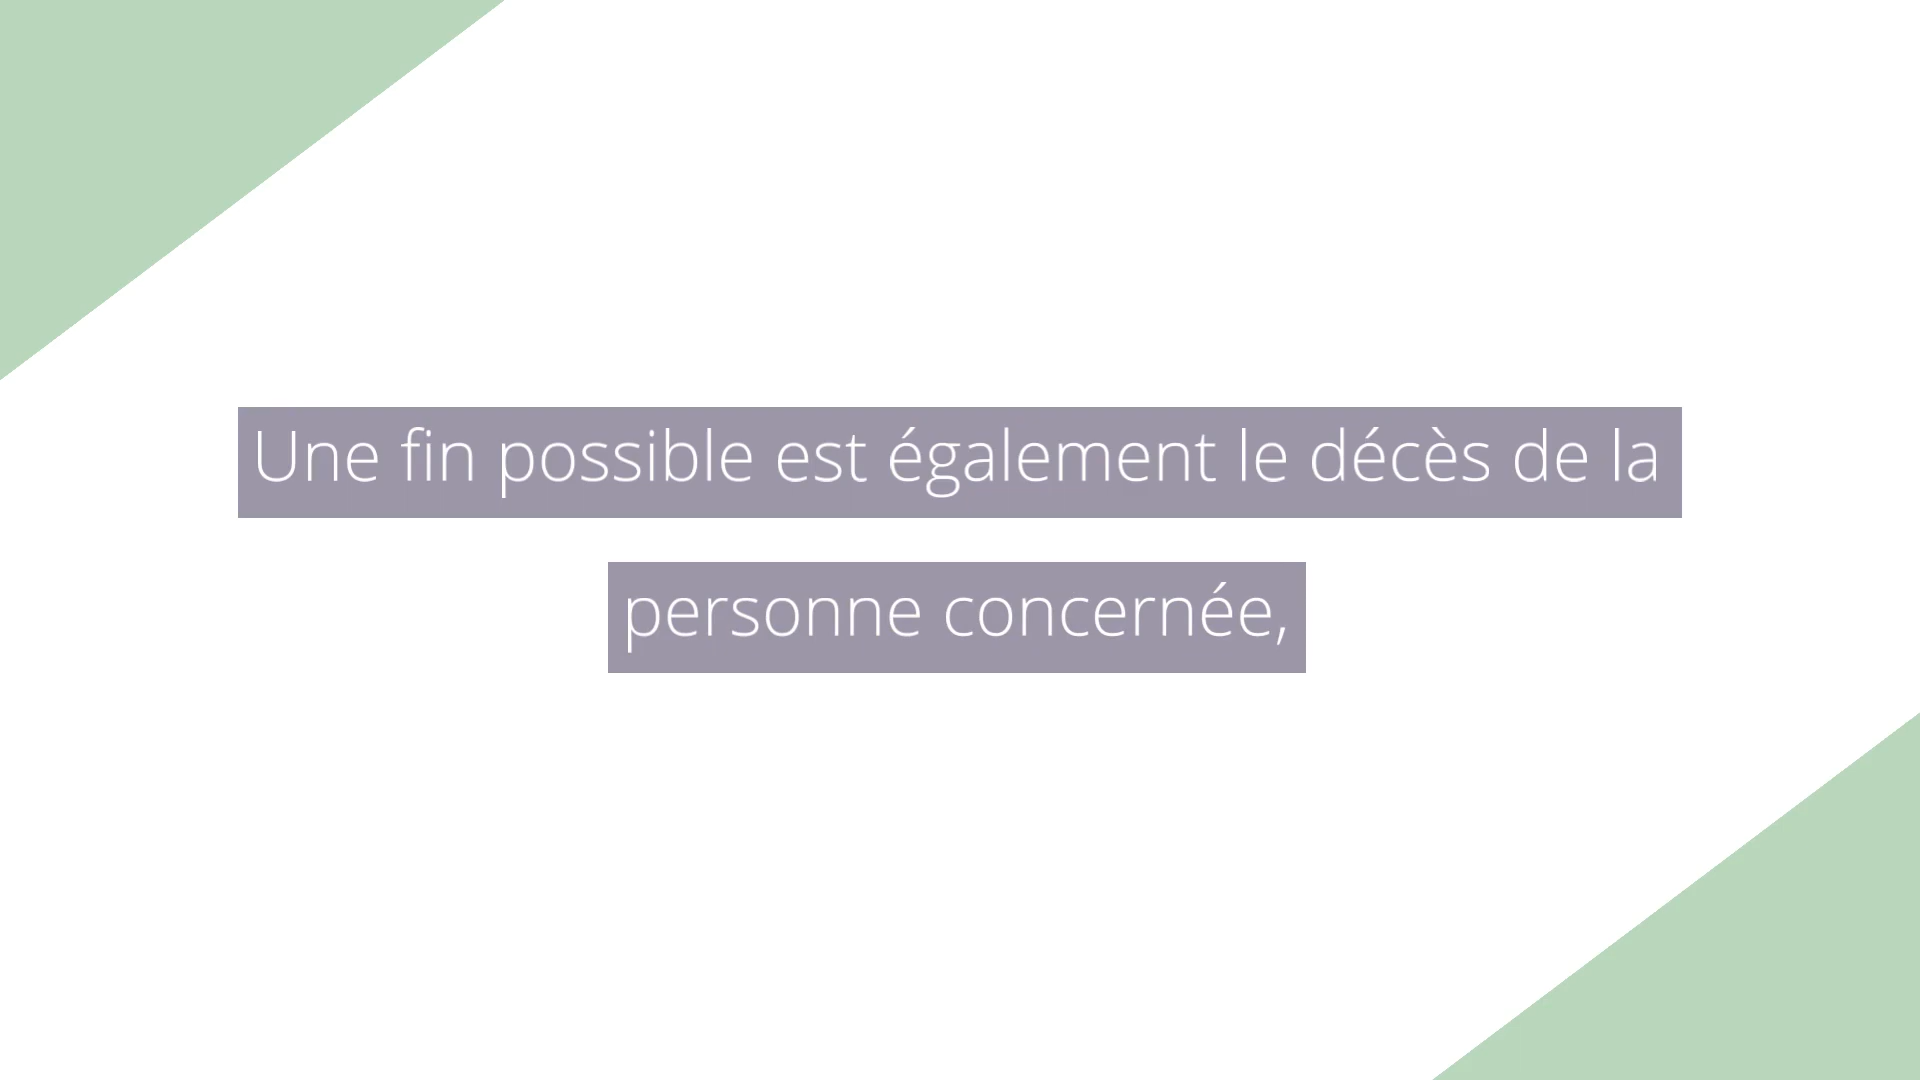 Une fin possible est également le décès de la
personne concernée,